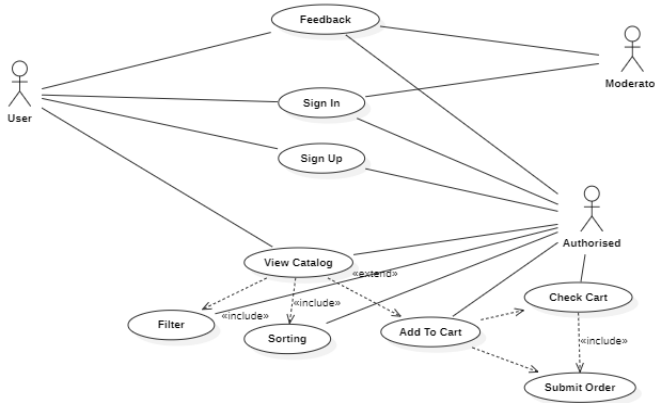 Feedback
Moderato
User
Sign In
Sign Up
Authorised
View Catalog
«extend»
Check Cart
«include»
«include»
Filter
Sorting
Add To Cart
«include»
Submit Order